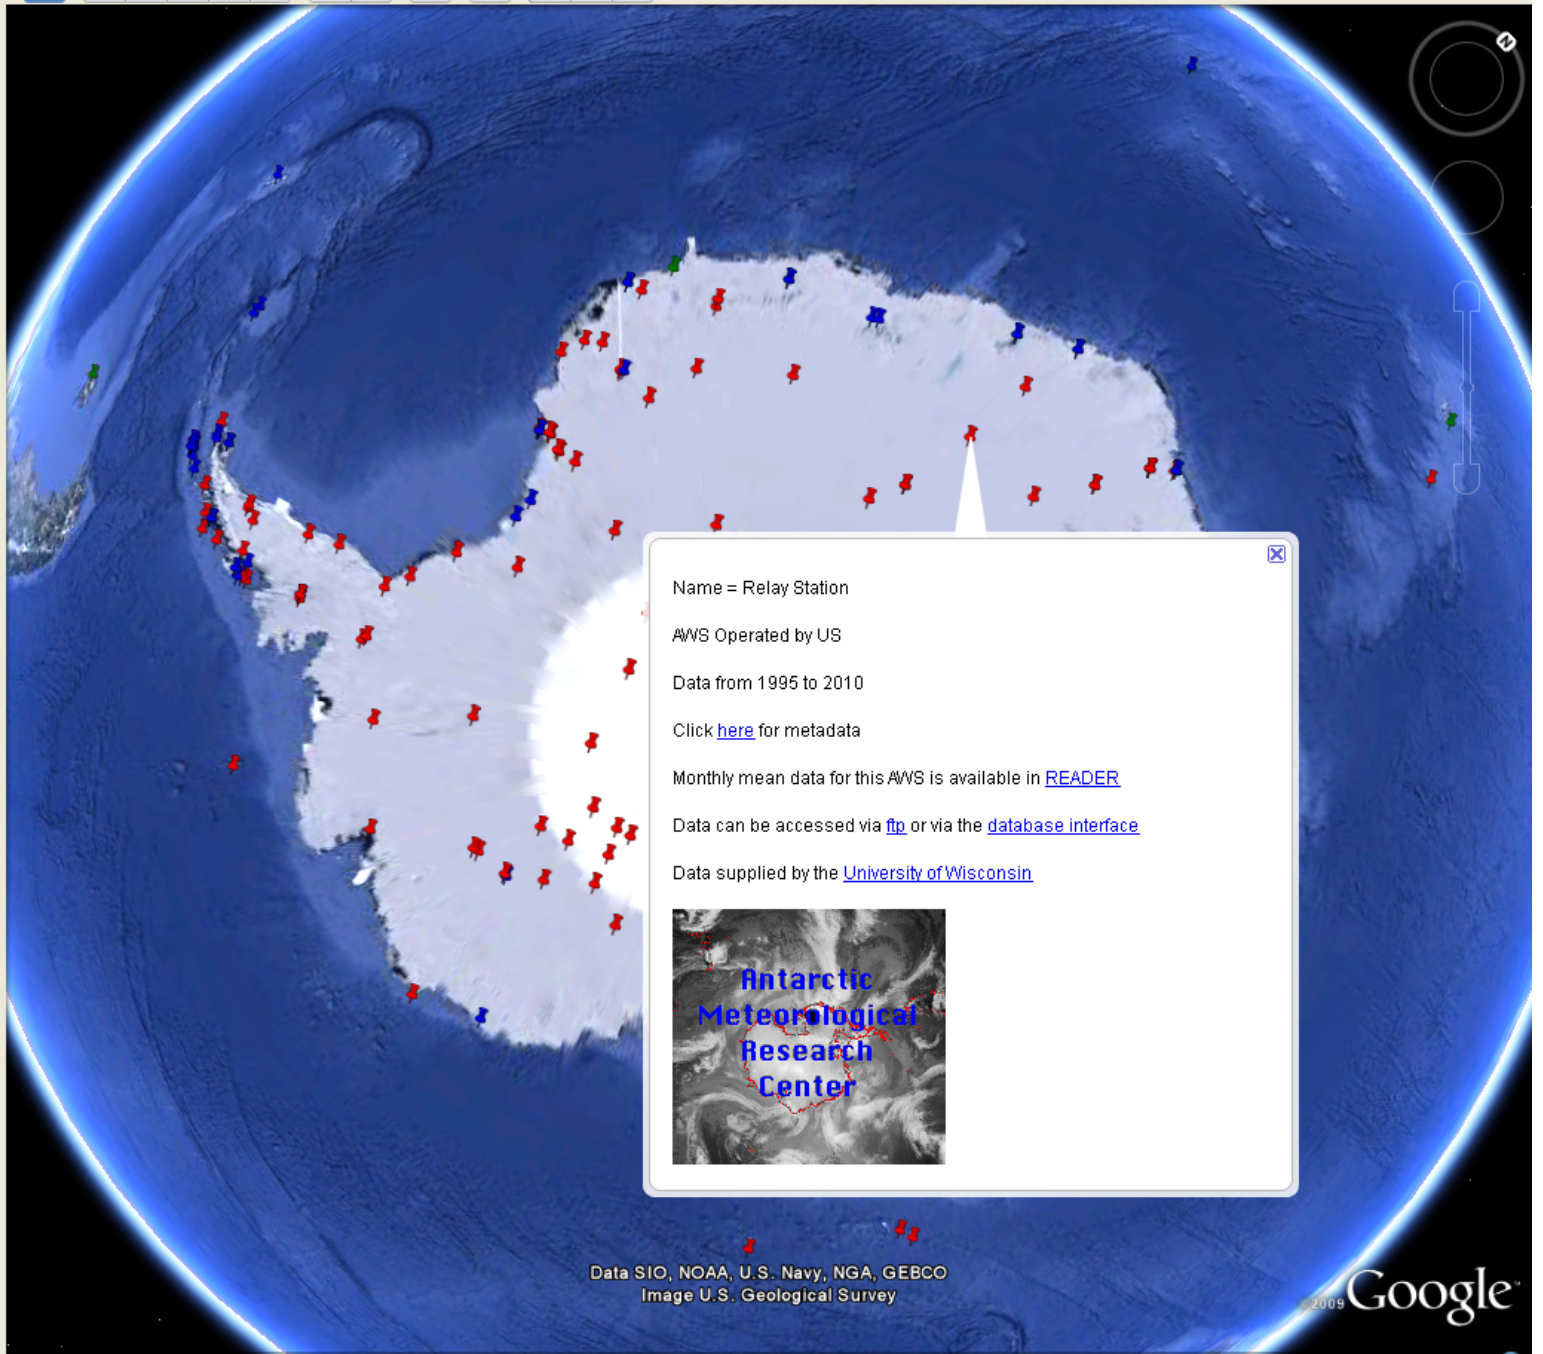 Name = Relay Station
AWS Operated by US
Data from 1995 to 2010
Click here for metadata
Monthly mean data for this AWS is available in READER
Data can be accessed via ftp or via the database interface
Data supplied by the University of Wisconsin
Antarctic
Meteorological
Research
Center
Data SIO, NOAA, U.S. Navy, NGA, GEBCO
Image U.S. Geological Survey
©2009 Google™
N